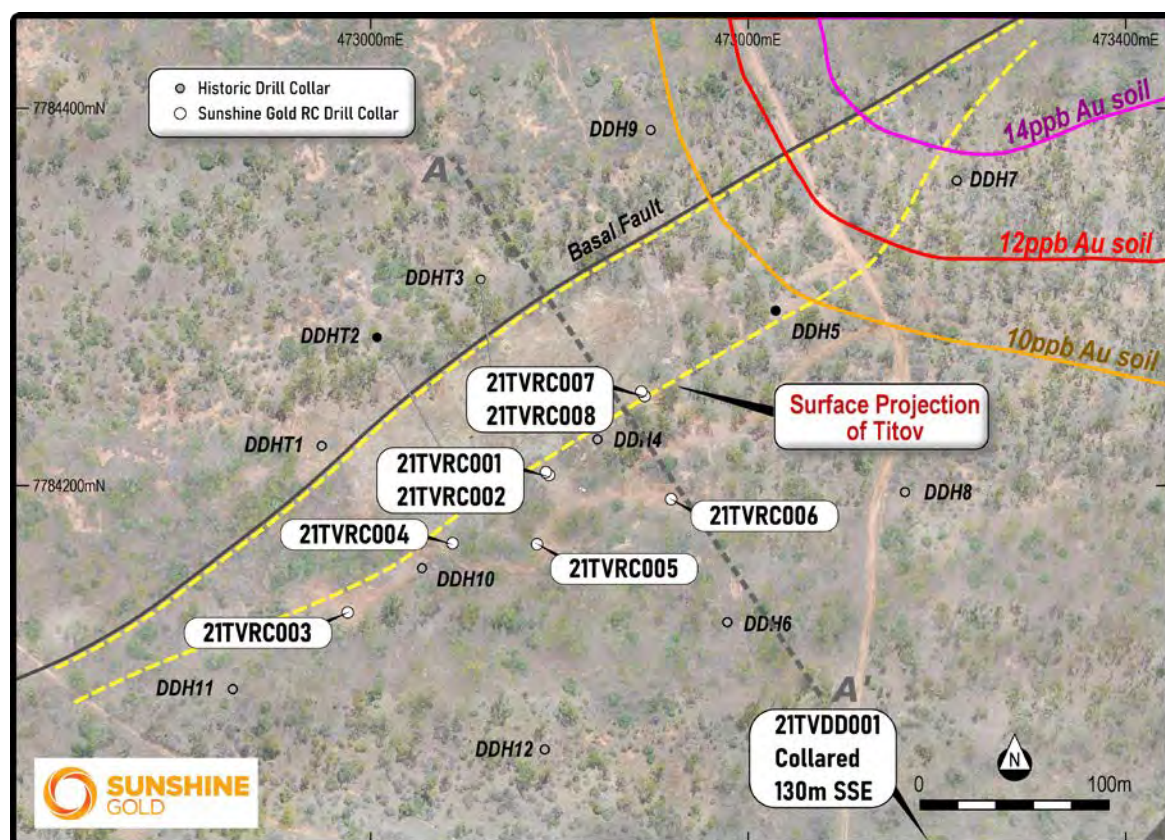 473000mE
473000mE
473400mE
Historic Drill Collar
Sunshine Gold RC Drill Collar
7784400mN
DDH9
14ppb Au soil
A
DDH7
Basal Fault
12ppb Au soil
DDHT3
DDHT2
DDH5
10ppb Au soil
21TVRC007
21TVRC008
Surface Projection
of Titov
DDHT1
DDH4
21TVRC001
21TVRC002
7784200mN
DDH8
21TVRC006
21TVRC004
21TVRC005
DDH10
21TVRC003
DDH6
DDH11
A'
21TVDD001
Collared
130m SSE
DDH12
N
0 100m
SUNSHINE
GOLD